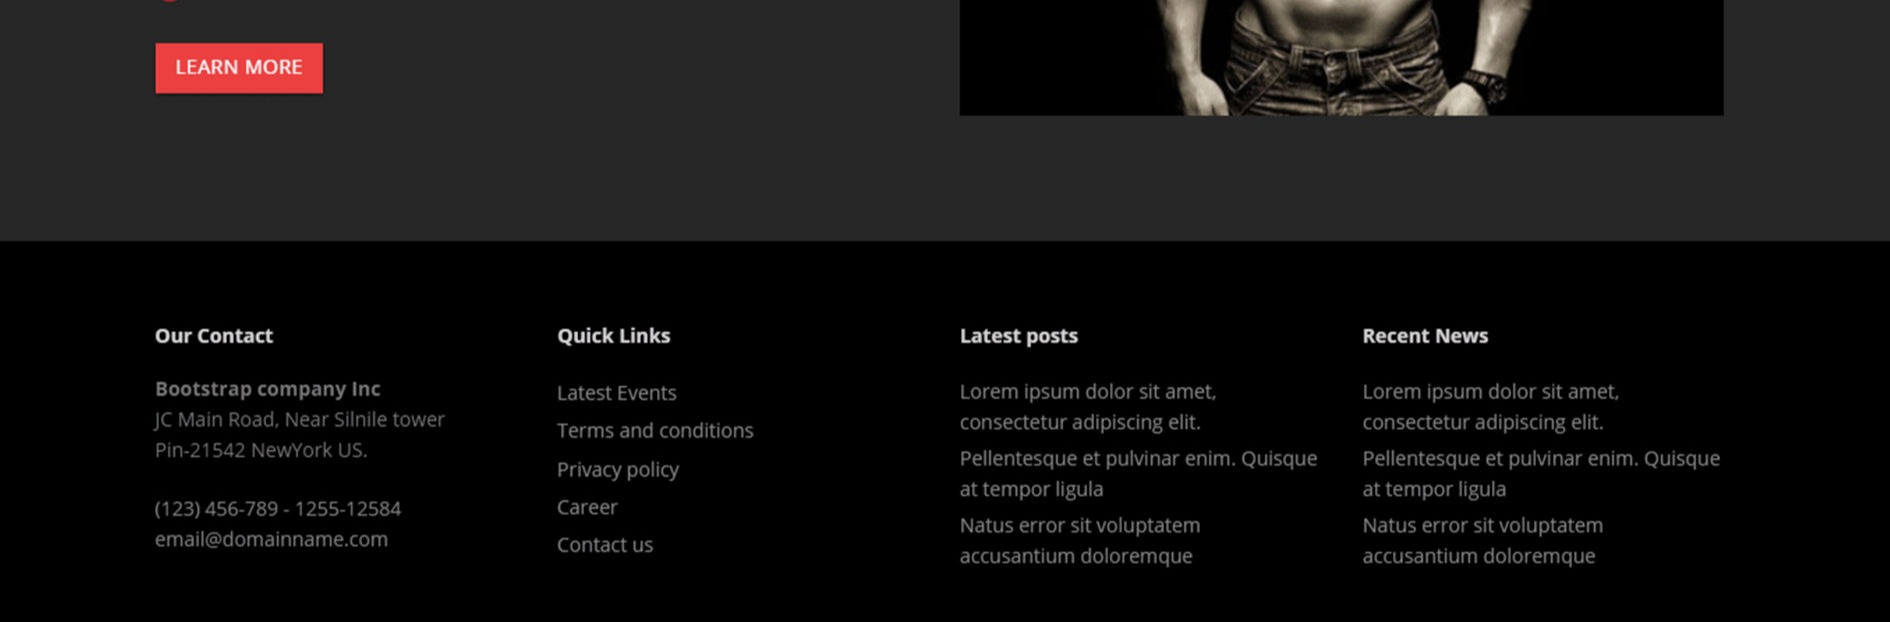 LEARN MORE
Our Contact
Bootstrap company Inc
JC Main Road, Near Silnile tower
Pin-21542 NewYork US.
(123) 456-789 - 1255-12584
email@domainname.com
Quick Links
Latest Events
Terms and conditions
Privacy policy
Career
Contact us
Latest posts
Lorem ipsum dolor sit amet,
consectetur adipiscing elit.
Pellentesque et pulvinar enim. Quisque
at tempor ligula
Natus error sit voluptatem
accusantium doloremque
Recent News
Lorem ipsum dolor sit amet,
consectetur adipiscing elit.
Pellentesque et pulvinar enim. Quisque
at tempor ligula
Natus error sit voluptatem
accusantium doloremque